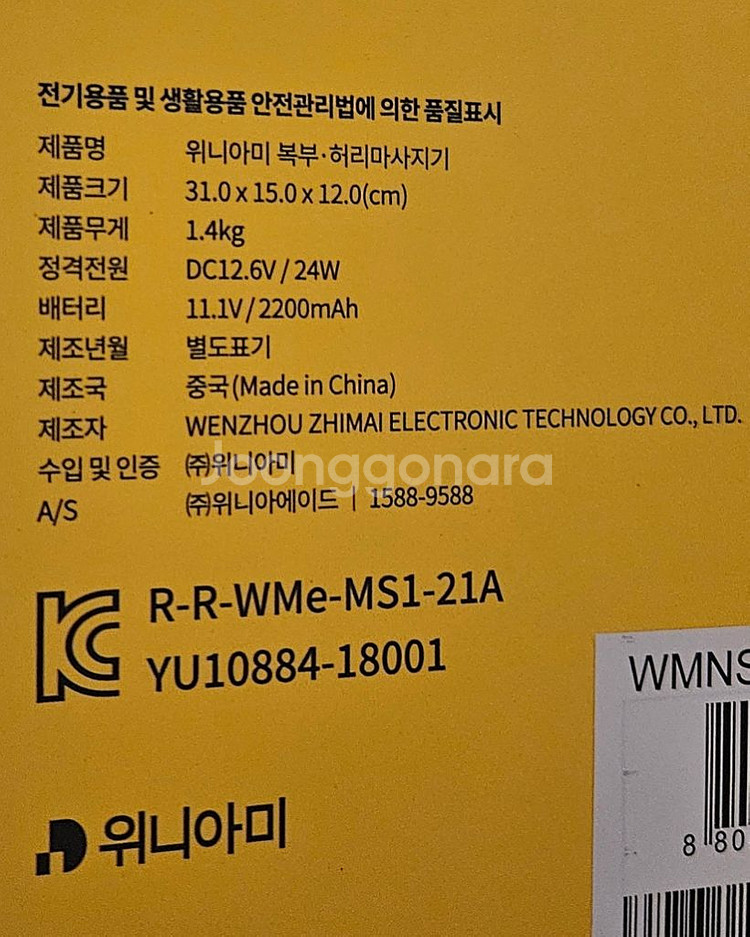 전기용품 및 생활용품 안전관리법에 의한 품질표시
제품명 위니아미 복부·허리마사지기
제품크기 31.0 x 15.0 x 12.0(cm)
제품무게 1.4kg
정격전원 DC12.6V / 24W
배터리 11.1V / 2200mAh
제조년월 별도표기
제조국 중국(Made in China)
제조자 WENZHOU ZHIMAI ELECTRONIC TECHNOLOGY CO., LTD.
수입 및 인증 ㈜위니아미
Joonggonara
A/S ㈜위니아에이드 | 1588-9588
R-R-WMe-MS1-21A
YU10884-18001
WMNS
8 80
위니아미